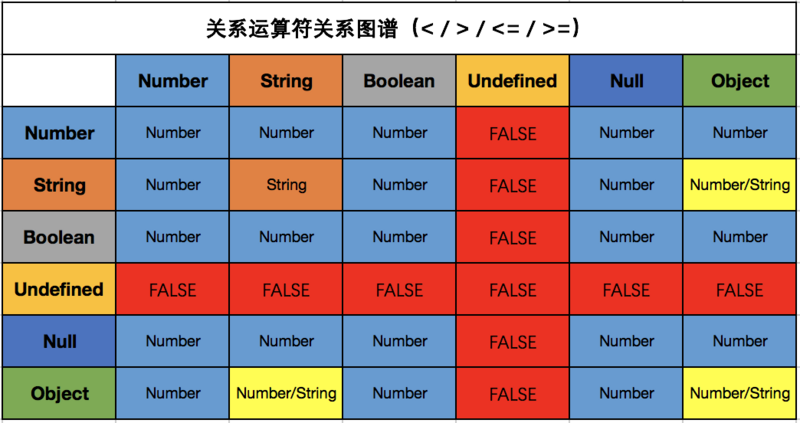 关系运算符关系图谱（< / > / <= / >=）
Number String Boolean Undefined Null Object
Number Number Number Number FALSE Number Number
String Number String Number FALSE Number Number/String
Boolean Number Number Number FALSE Number Number
Undefined FALSE FALSE FALSE FALSE FALSE FALSE
Null Number Number Number FALSE Number Number
Object Number Number/String Number FALSE Number Number/String